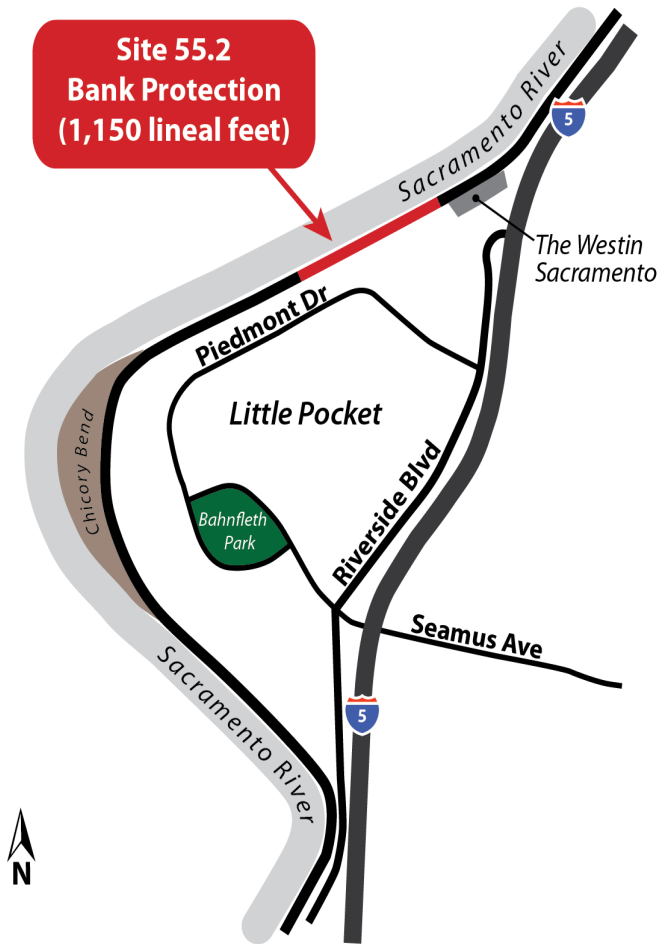 Site 55.2
Bank Protection
(1,150 lineal feet)
Sacramento River
5
The Westin
Sacramento
Piedmont Dr
Little Pocket
Chicory Bend
Riverside Blvd
Bahnfleth
Park
Seamus Ave
Sacramento River
5
N